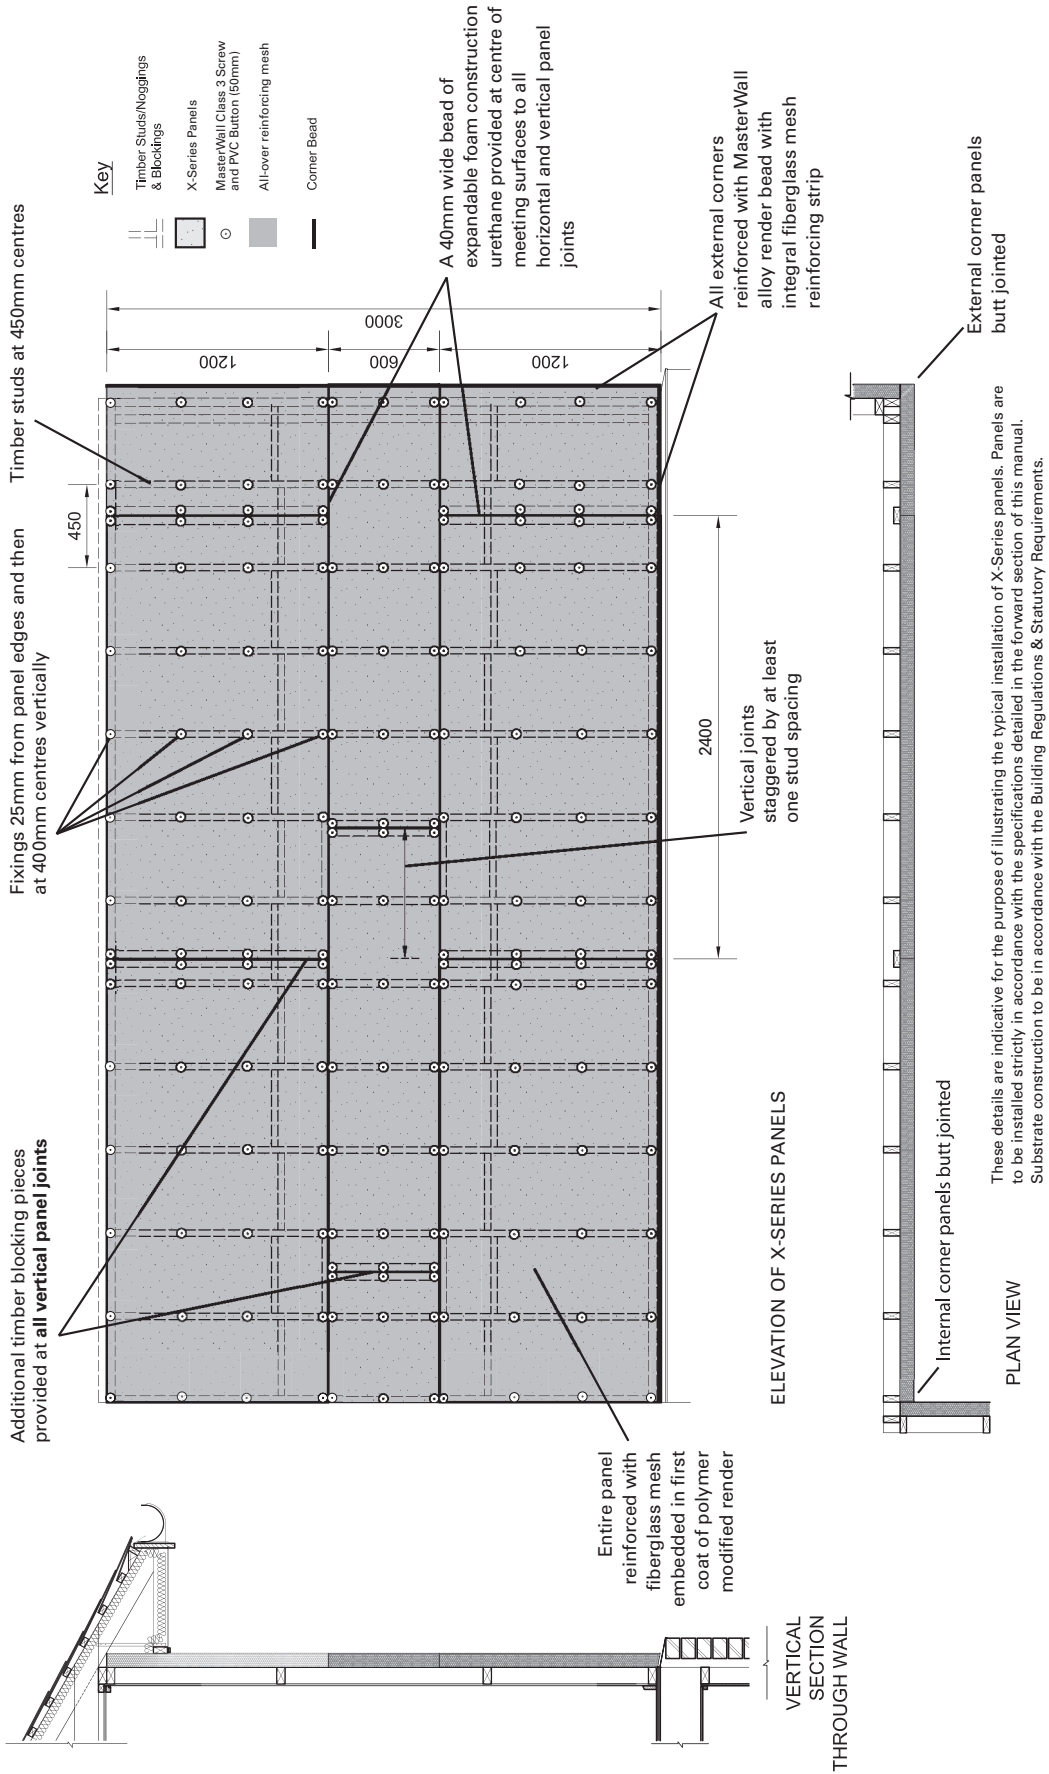 Additional timber blocking pieces
provided at all vertical panel joints
Fixings 25mm from panel edges and then
at 400mm centres vertically
Timber studs at 450mm centres
450
Key
Timber Studs/Noggings
& Blockings
X-Series Panels
MasterWall Class 3 Screw
and PVC Button (50mm)
All-over reinforcing mesh
Corner Bead
1200
600
1200
3000
A 40mm wide bead of
expandable foam construction
urethane provided at centre of
meeting surfaces to all
horizontal and vertical panel
joints
All external corners
reinforced with MasterWall
alloy render bead with
integral fiberglass mesh
reinforcing strip
2400
Vertical joints
staggered by at least
one stud spacing
Entire panel
reinforced with
fiberglass mesh
embedded in first
coat of polymer
modified render
ELEVATION OF X-SERIES PANELS
VERTICAL
SECTION
THROUGH WALL
External corner panels
butt jointed
Internal corner panels butt jointed
PLAN VIEW
These details are indicative for the purpose of illustrating the typical installation of X-Series panels. Panels are
to be installed strictly in accordance with the specifications detailed in the forward section of this manual.
Substrate construction to be in accordance with the Building Regulations & Statutory Requirements.